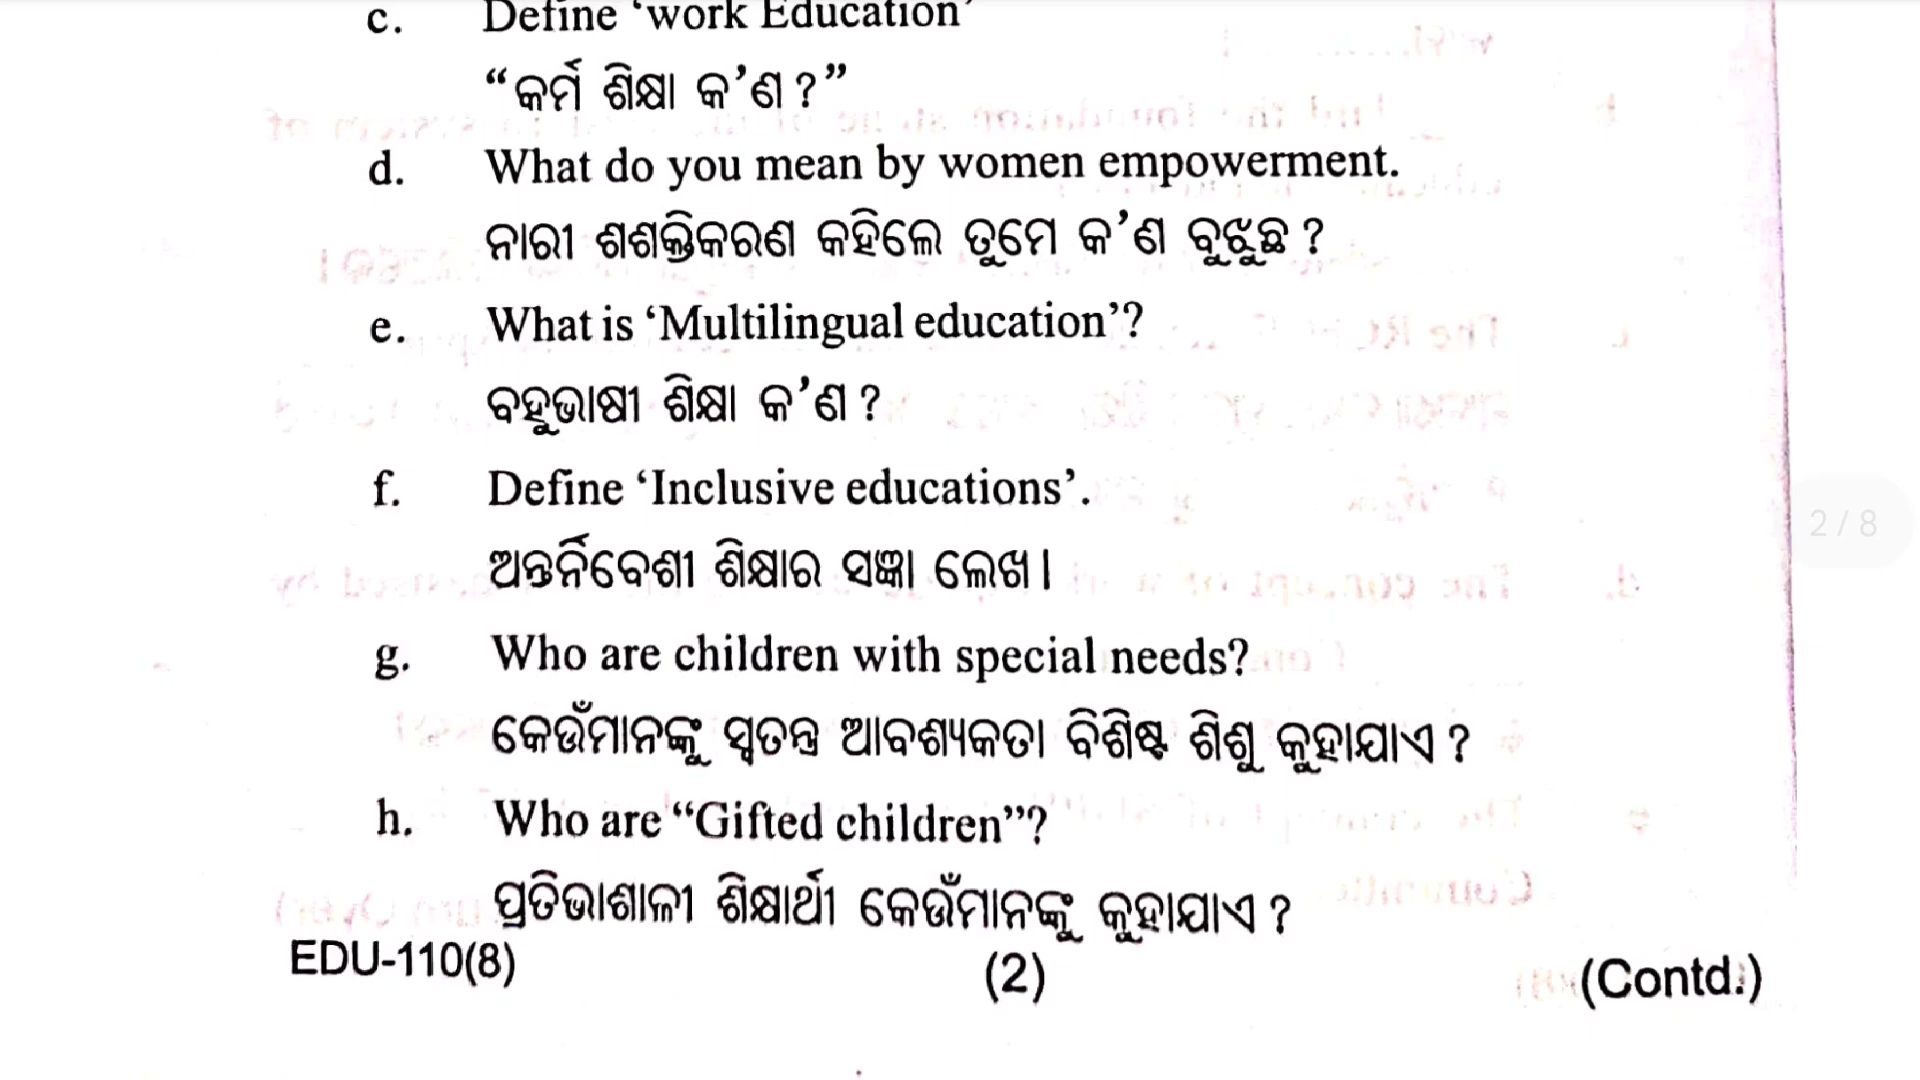 c. Define ‘work Education’
“କର୍ମ ଶିକ୍ଷା କ’ଣ ?”
d. What do you mean by women empowerment.
ନାରୀ ଶଶକ୍ତିକରଣ କହିଲେ ତୁମେ କ’ଣ ବୁଝୁଛ ?
e. What is ‘Multilingual education’?
ବହୁଭାଷୀ ଶିକ୍ଷା କ’ଣ ?
f. Define ‘Inclusive educations’.
ଅନ୍ତର୍ନିବେଶୀ ଶିକ୍ଷାର ସଜ୍ଞା ଲେଖ।
2 / 8
g. Who are children with special needs?
କେଉଁମାନଙ୍କୁ ସ୍ୱତନ୍ତ୍ର ଆବଶ୍ୟକତା ବିଶିଷ୍ଟ ଶିଶୁ କୁହାଯାଏ ?
h. Who are “Gifted children”?
ପ୍ରତିଭାଶାଳୀ ଶିକ୍ଷାର୍ଥୀ କେଉଁମାନଙ୍କୁ କୁହାଯାଏ ?
EDU-110(8) (2) (Contd.)